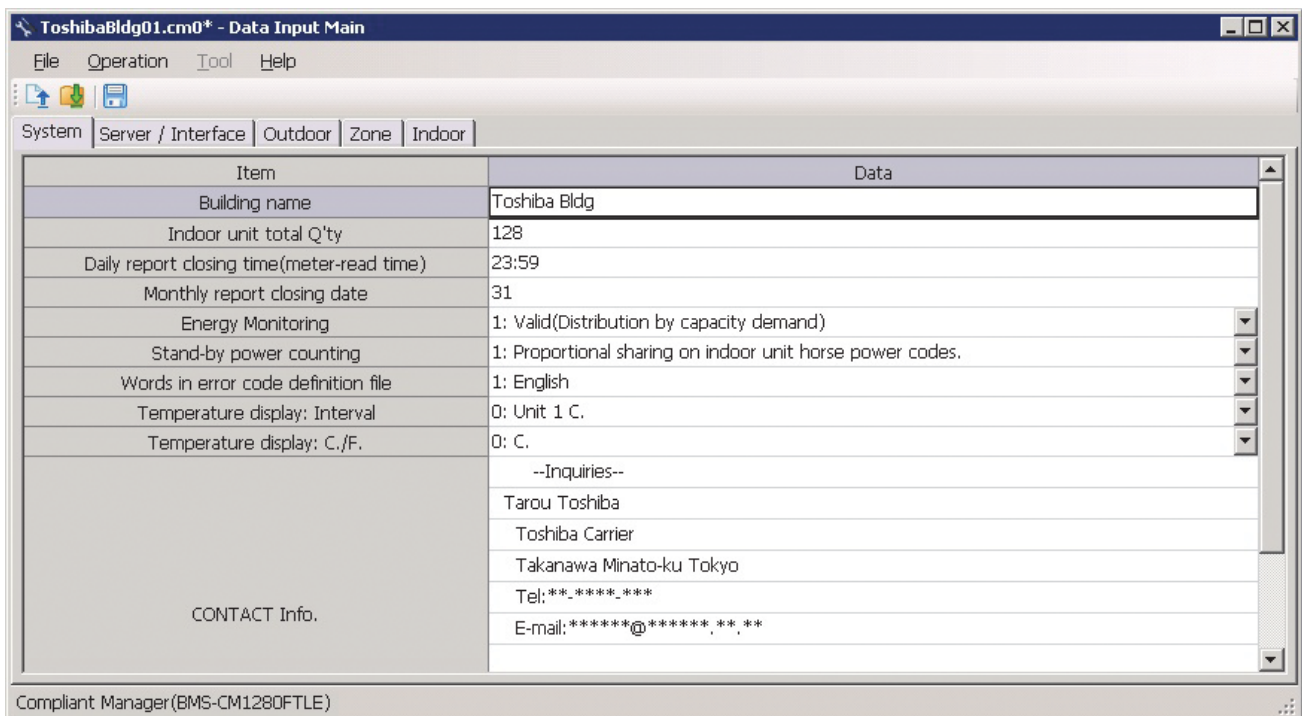 ToshibaBldg01.cm0* - Data Input Main
File Operation Tool Help
System Server / Interface Outdoor Zone Indoor
Item Data
Building name Toshiba Bldg
Indoor unit total Q'ty 128
Daily report closing time(meter-read time) 23:59
Monthly report closing date 31
Energy Monitoring 1: Valid(Distribution by capacity demand)
Stand-by power counting 1: Proportional sharing on indoor unit horse power codes.
Words in error code definition file 1: English
Temperature display: Interval 0: Unit 1 C.
Temperature display: C./F. 0: C.
--Inquiries--
Tarou Toshiba
Toshiba Carrier
Takanawa Minato-ku Tokyo
Tel:**-****-***
CONTACT Info.
E-mail:******@******.**.**
Compliant Manager(BMS-CM1280FTLE)